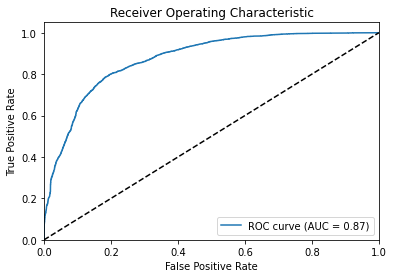 Receiver Operating Characteristic
True Positive Rate
1.0
0.8
0.6
0.4
0.2
0.0
0.0 0.2 0.4 0.6 0.8 1.0
False Positive Rate
ROC curve (AUC = 0.87)